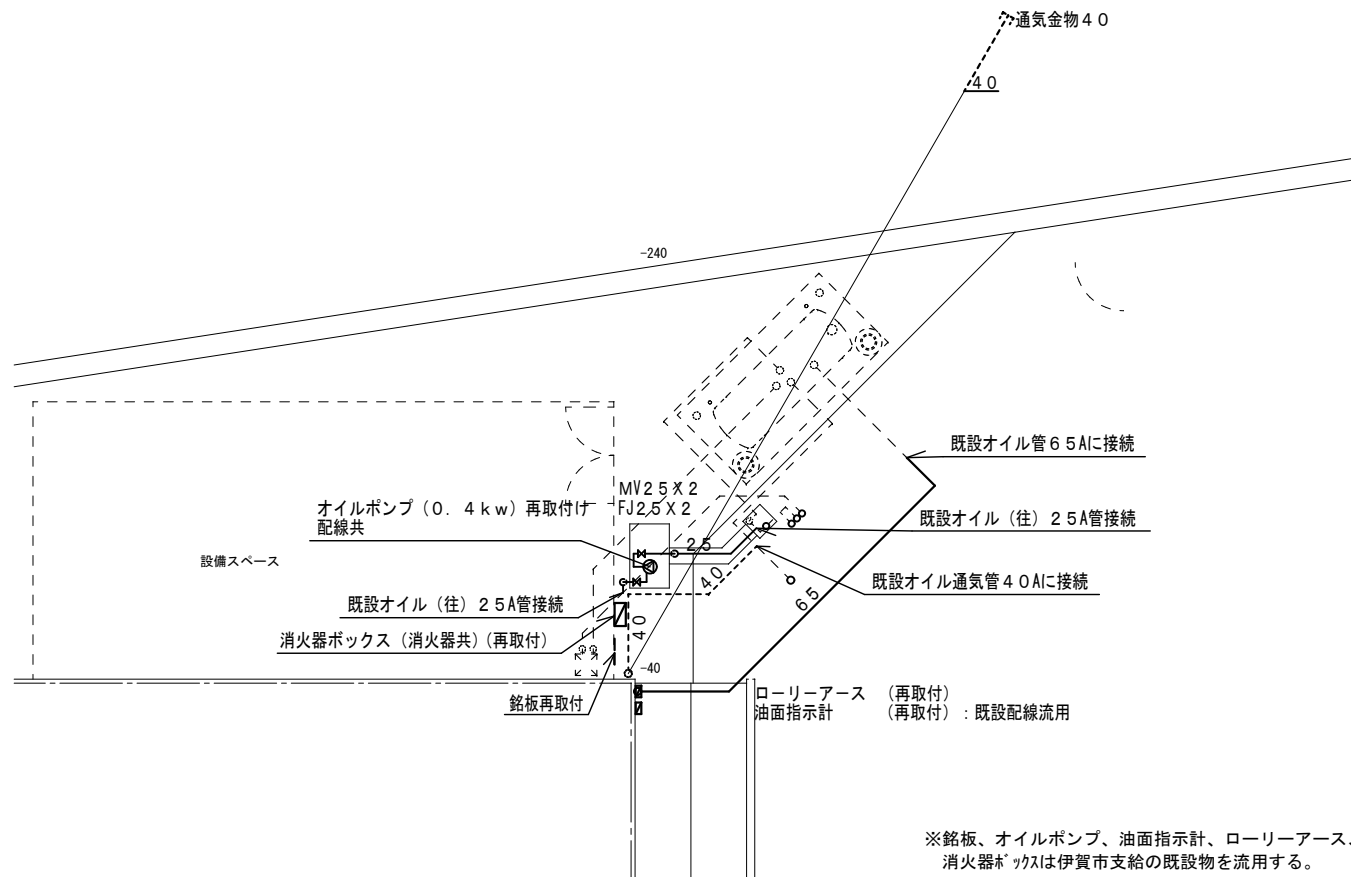 通気金物４０
４０
-240
既設オイル管６５Aに接続
MV２５X２
FJ２５X２
オイルポンプ（０．４ｋｗ）再取付け
配線共
既設オイル（往）２５A管接続
２５
設備スペース
４０
既設オイル通気管４０Aに接続
６５
既設オイル（往）２５A管接続
４０
消火器ボックス（消火器共）（再取付）
-40
銘板再取付
ローリーアース　（再取付）
油面指示計　　　（再取付）：既設配線流用
※銘板、オイルポンプ、油面指示計、ローリーアース、
消火器ﾎﾞｯｸｽは伊賀市支給の既設物を流用する。